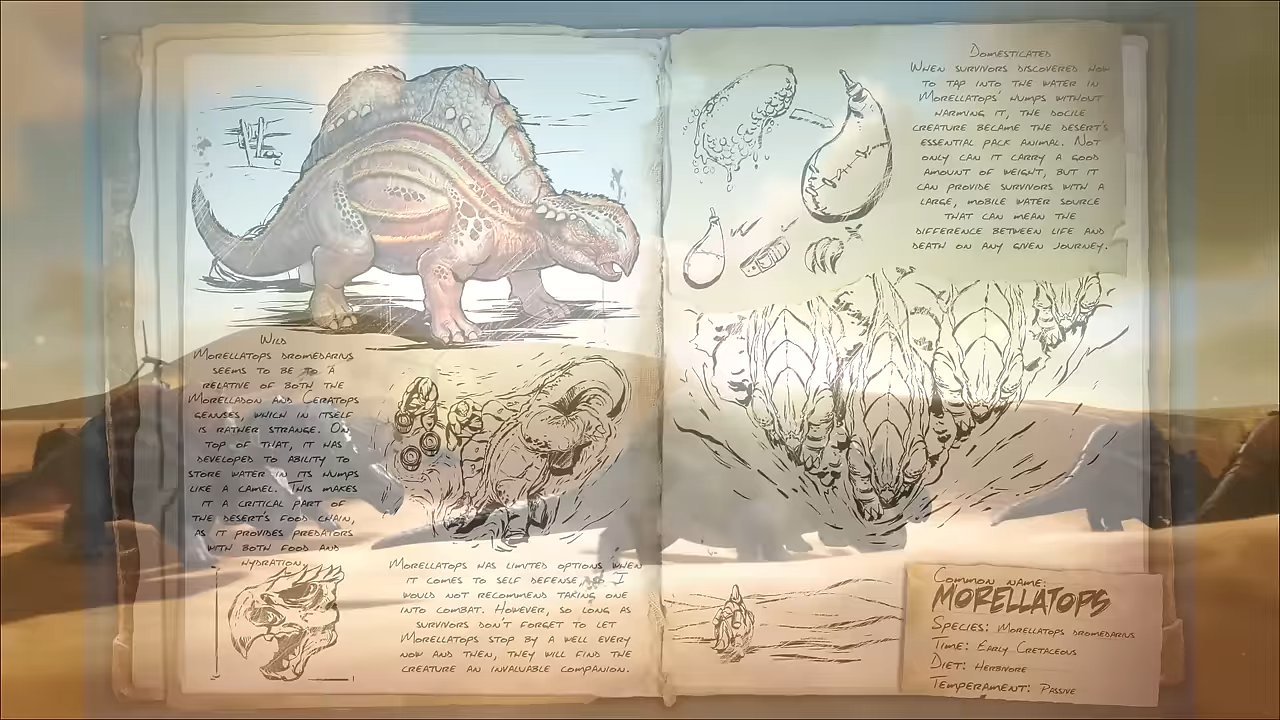 Wild
Morellatops dromedarius
seems to be to a
relative of both the
Morelladon and Ceratops
genuses, which in itself
is rather strange. On
top of that, it has
developed to ability to
store water in its humps
like a camel. This makes
it a critical part of
the desert's food chain,
as it provides predators
with both food and
hydration.
Morellatops has limited options when
it comes to self defense, so I
would not recommend taking one
into combat. However, so long as
survivors don't forget to let
Morellatops stop by a well every
now and then, they will find the
creature an invaluable companion.
Domesticated
When survivors discovered how
to tap into the water in
Morellatops' humps without
harming it, the docile
creature became the desert's
essential pack animal. Not
only can it carry a good
amount of weight, but it
can provide survivors with a
large, mobile water source
that can mean the
difference between life and
death on any given journey.
Common name:
Morellatops
Species: Morellatops dromedarius
Time: Early Cretaceous
Diet: Herbivore
Temperament: Passive